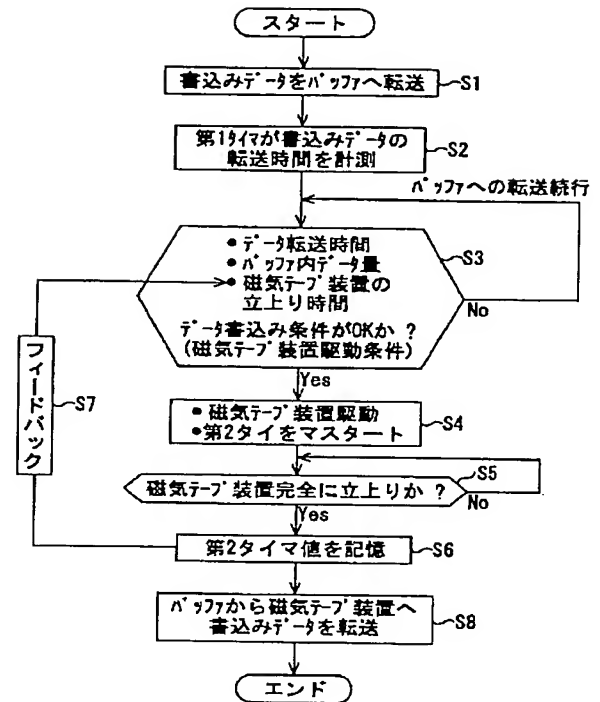 スタート
書込みデータをバッファへ転送
S1
第1タイマが書込みデータの
転送時間を計測
S2
バッファへの転送続行
● データ転送時間
● バッファ内データ量
● 磁気テープ装置の
立上り時間
データ書込み条件がOKか ?
(磁気テープ装置駆動条件)
S3
No
Yes
フィードバック
S7
● 磁気テープ装置駆動
● 第2タイをマスタート
S4
磁気テープ装置完全に立上りか ?
S5
No
Yes
第2タイマ値を記憶
S6
バッファから磁気テープ装置へ
書込みデータを転送
S8
エンド